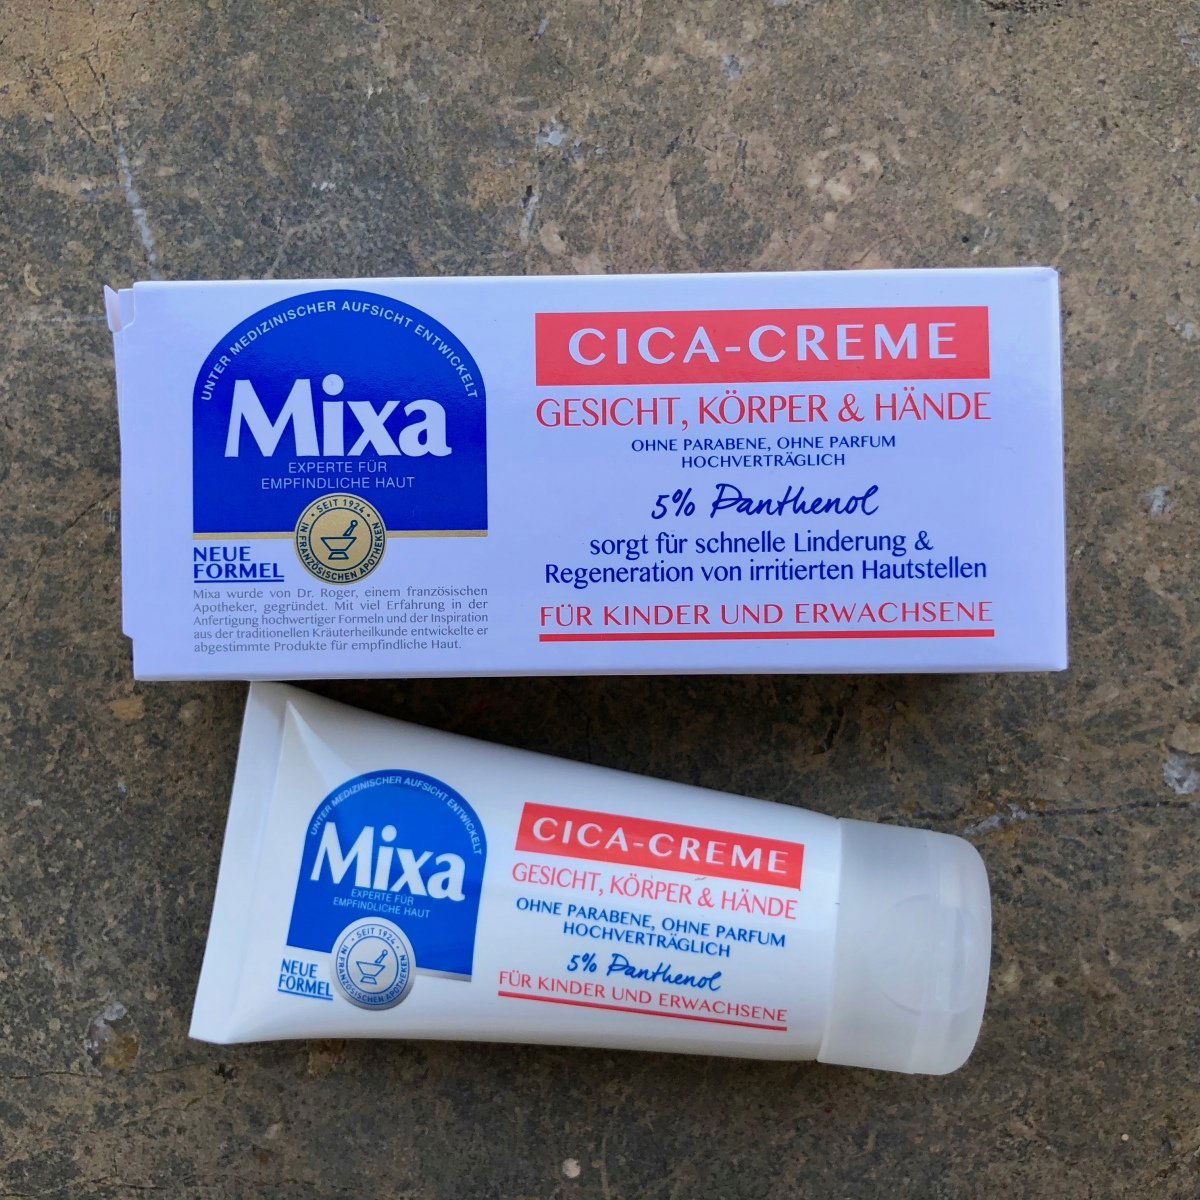 UNTER MEDIZINISCHER AUFSICHT ENTWICKELT
Mixa
EXPERTE FÜR
EMPFINDLICHE HAUT
SEIT 1924
IN FRANZÖSISCHEN APOTHEKEN
NEUE
FORMEL
Mixa wurde von Dr. Roger, einem französischen
Apotheker, gegründet. Mit viel Erfahrung in der
Anfertigung hochwertiger Formeln und der Inspiration
aus der traditionellen Kräuterheilkunde entwickelte er
abgestimmte Produkte für empfindliche Haut.
CICA-CREME
GESICHT, KÖRPER & HÄNDE
OHNE PARABENE, OHNE PARFUM
HOCHVERTRÄGLICH
5% Panthenol
sorgt für schnelle Linderung &
Regeneration von irritierten Hautstellen
FÜR KINDER UND ERWACHSENE
UNTER MEDIZINISCHER AUFSICHT ENTWICKELT
Mixa
EXPERTE FÜR
EMPFINDLICHE HAUT
SEIT 1924
IN FRANZÖSISCHEN APOTHEKEN
NEUE
FORMEL
CICA-CREME
GESICHT, KÖRPER & HÄNDE
OHNE PARABENE, OHNE PARFUM
HOCHVERTRÄGLICH
5% Panthenol
FÜR KINDER UND ERWACHSENE